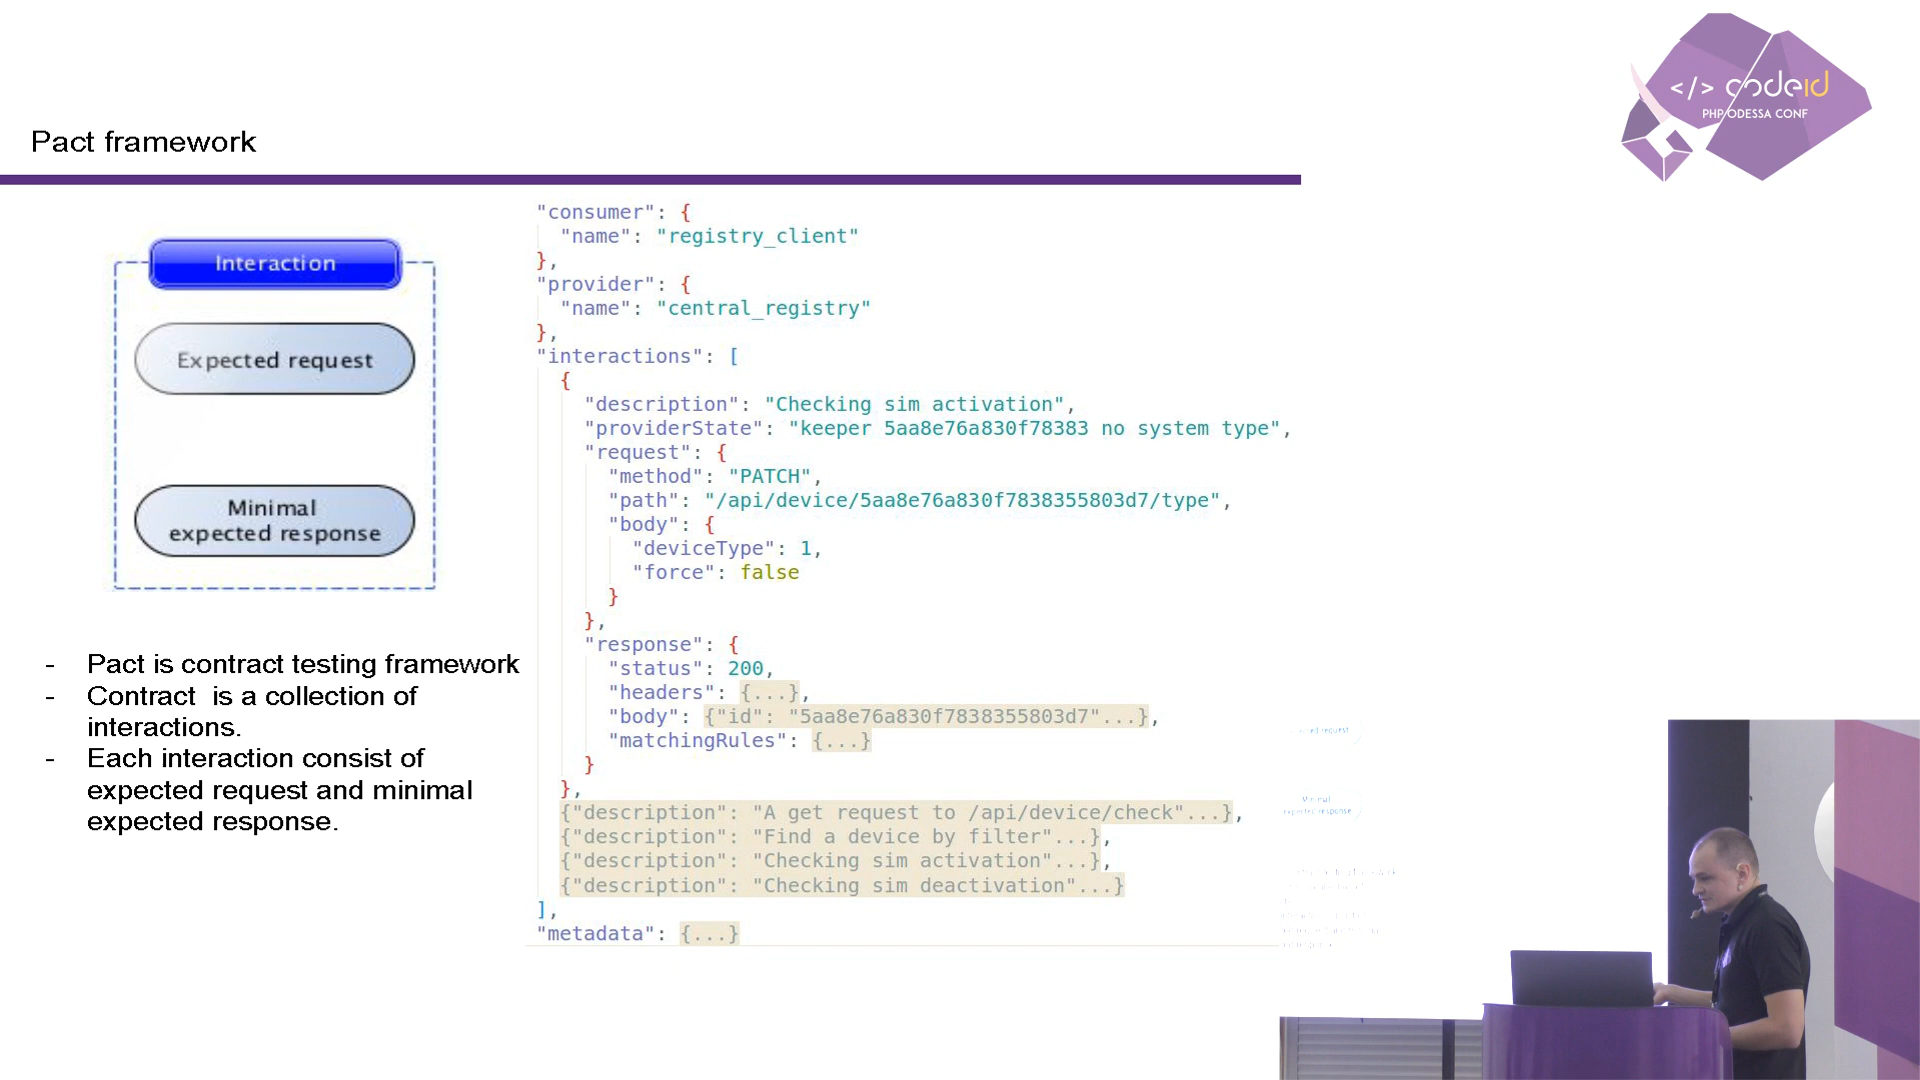 </> codeid
PHP ODESSA CONF
Pact framework
Interaction
Expected request
Minimal
expected response
- Pact is contract testing framework
- Contract is a collection of
interactions.
- Each interaction consist of
expected request and minimal
expected response.
"consumer": {
"name": "registry_client"
},
"provider": {
"name": "central_registry"
},
"interactions": [
{
"description": "Checking sim activation",
"providerState": "keeper 5aa8e76a830f78383 no system type",
"request": {
"method": "PATCH",
"path": "/api/device/5aa8e76a830f7838355803d7/type",
"body": {
"deviceType": 1,
"force": false
}
},
"response": {
"status": 200,
"headers": {...},
"body": {"id": "5aa8e76a830f7838355803d7"...},
"matchingRules": {...}
}
},
{"description": "A get request to /api/device/check"...},
{"description": "Find a device by filter"...},
{"description": "Checking sim activation"...},
{"description": "Checking sim deactivation"...}
],
"metadata": {...}
request
Minimal
expected response